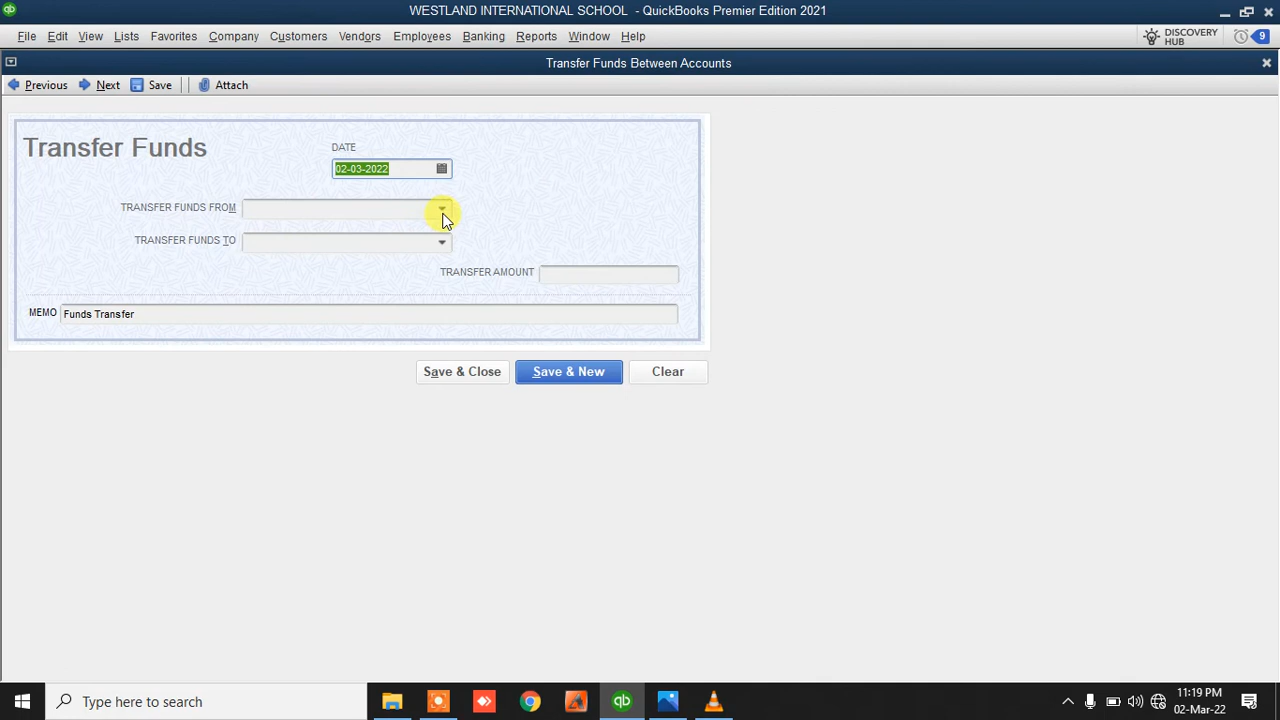 WESTLAND INTERNATIONAL SCHOOL - QuickBooks Premier Edition 2021
File Edit View Lists Favorites Company Customers Vendors Employees Banking Reports Window Help
DISCOVERY HUB 9
Transfer Funds Between Accounts
Previous Next Save Attach
Transfer Funds
DATE
02-03-2022
TRANSFER FUNDS FROM
TRANSFER FUNDS TO
TRANSFER AMOUNT
MEMO Funds Transfer
Save & Close Save & New Clear
Type here to search
11:19 PM
02-Mar-22